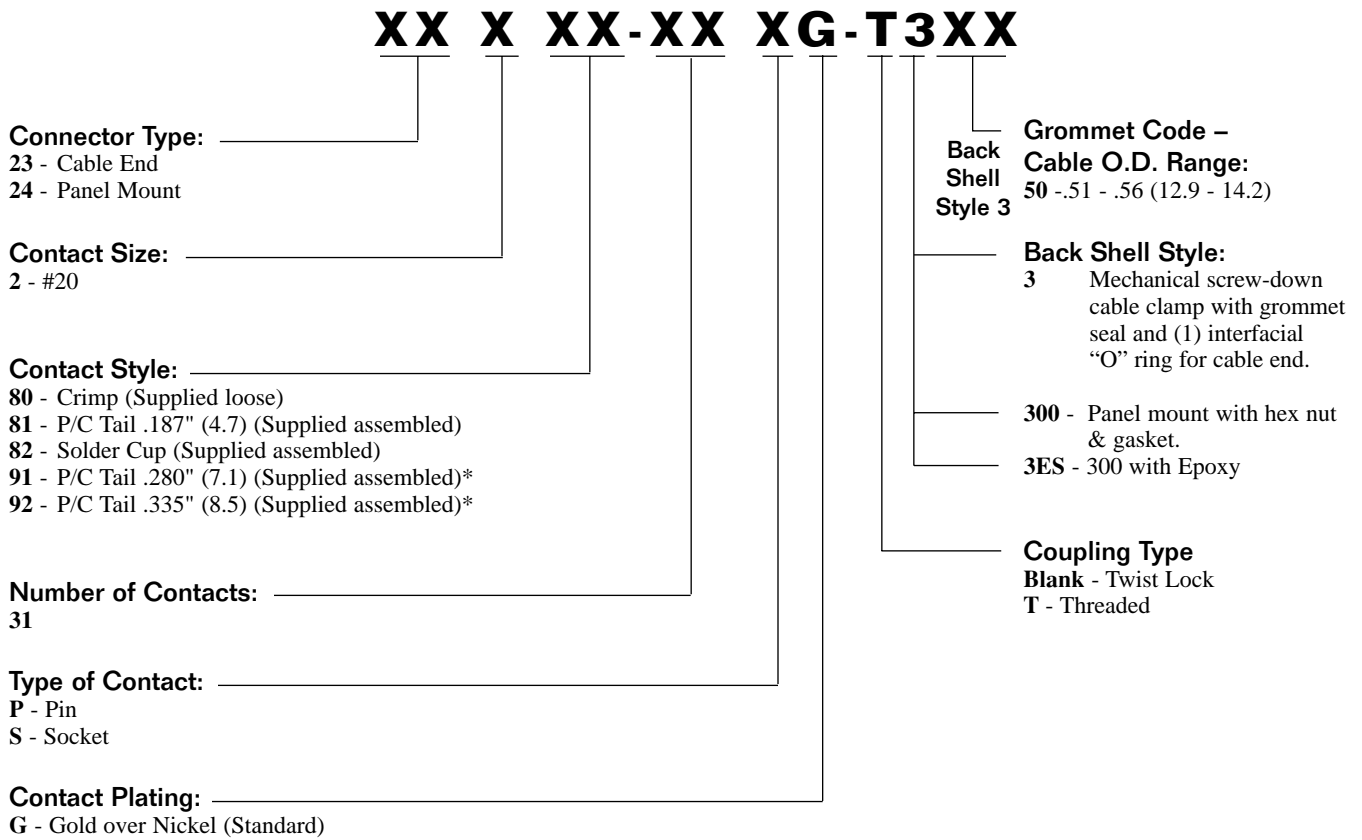 XX X XX-XX XG-T3XX
Connector Type:
23 - Cable End
24 - Panel Mount
Contact Size:
2 - #20
Contact Style:
80 - Crimp (Supplied loose)
81 - P/C Tail .187" (4.7) (Supplied assembled)
82 - Solder Cup (Supplied assembled)
91 - P/C Tail .280" (7.1) (Supplied assembled)*
92 - P/C Tail .335" (8.5) (Supplied assembled)*
Number of Contacts:
31
Type of Contact:
P - Pin
S - Socket
Contact Plating:
G - Gold over Nickel (Standard)
Back
Shell
Style 3
Grommet Code –
Cable O.D. Range:
50 -.51 - .56 (12.9 - 14.2)
Back Shell Style:
3 Mechanical screw-down
cable clamp with grommet
seal and (1) interfacial
“O” ring for cable end.
300 - Panel mount with hex nut
& gasket.
3ES - 300 with Epoxy
Coupling Type
Blank - Twist Lock
T - Threaded